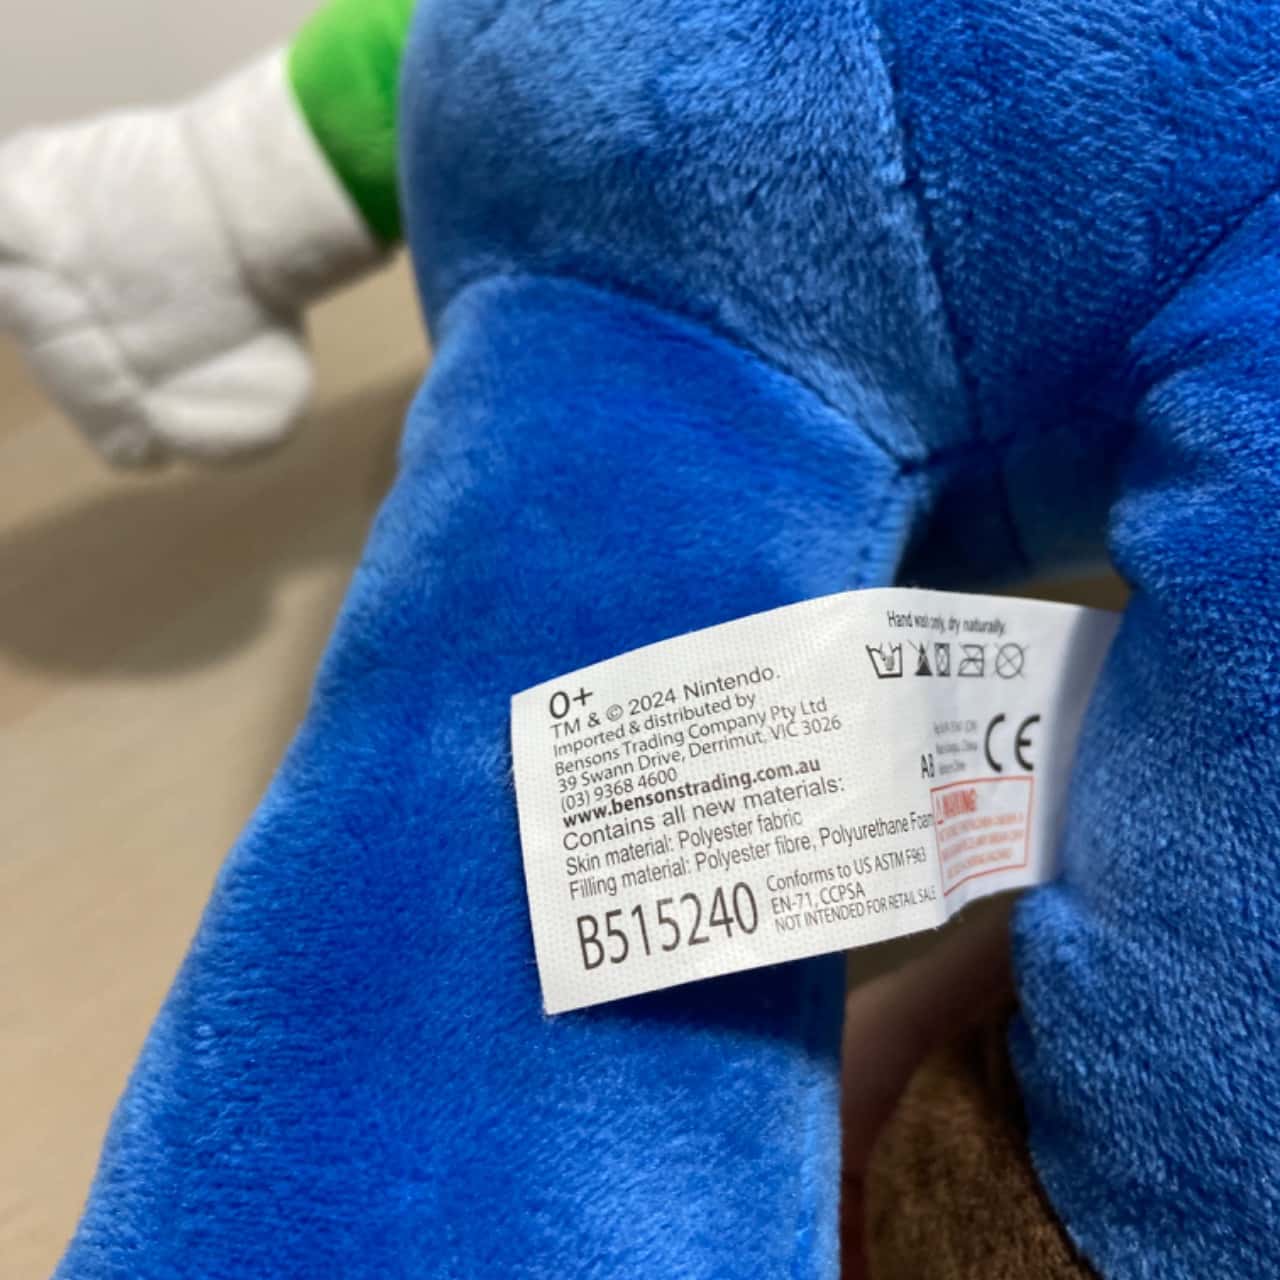 0+
TM & © 2024 Nintendo.
Imported & distributed by
Bensons Trading Company Pty Ltd
39 Swann Drive, Derrimut, VIC 3026
(03) 9368 4600
www.bensonstrading.com.au
Contains all new materials:
Skin material: Polyester fabric
Filling material: Polyester fibre, Polyurethane Foam
B515240
Conforms to US ASTM F963
EN-71, CCPSA
NOT INTENDED FOR RETAIL SALE
Hand wash only, dry naturally.
CE
WARNING